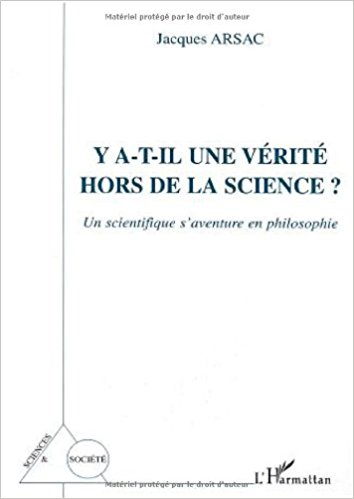 Matériel protégé par le droit d'auteur
Jacques ARSAC
Y A-T-IL UNE VÉRITÉ
HORS DE LA SCIENCE ?
Un scientifique s'aventure en philosophie
SCIENCES
&
SOCIÉTÉ
L'Harmattan
Matériel protégé par le droit d'auteur